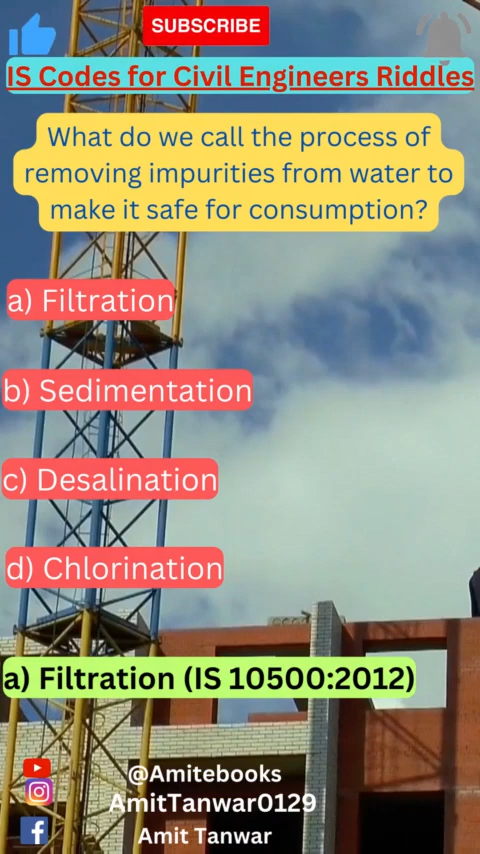 SUBSCRIBE
IS Codes for Civil Engineers Riddles
What do we call the process of
removing impurities from water to
make it safe for consumption?
a) Filtration
b) Sedimentation
c) Desalination
d) Chlorination
a) Filtration (IS 10500:2012)
@Amitebooks
AmitTanwar0129
Amit Tanwar